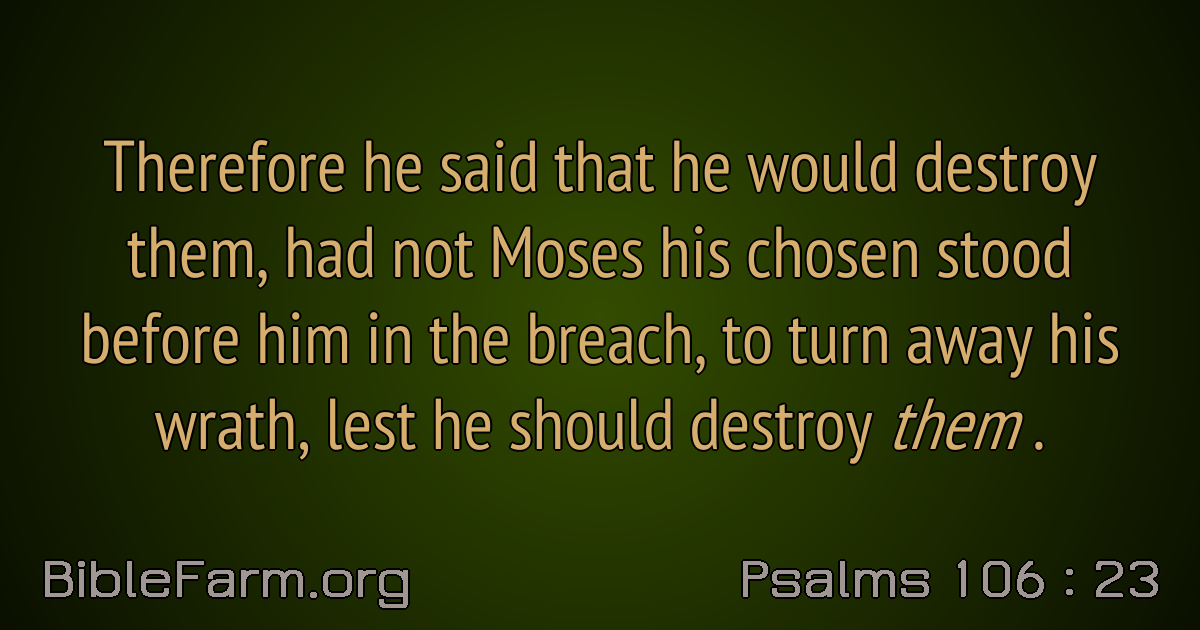 Therefore he said that he would destroy
them, had not Moses his chosen stood
before him in the breach, to turn away his
wrath, lest he should destroy them .
BibleFarm.org
Psalms 106 : 23